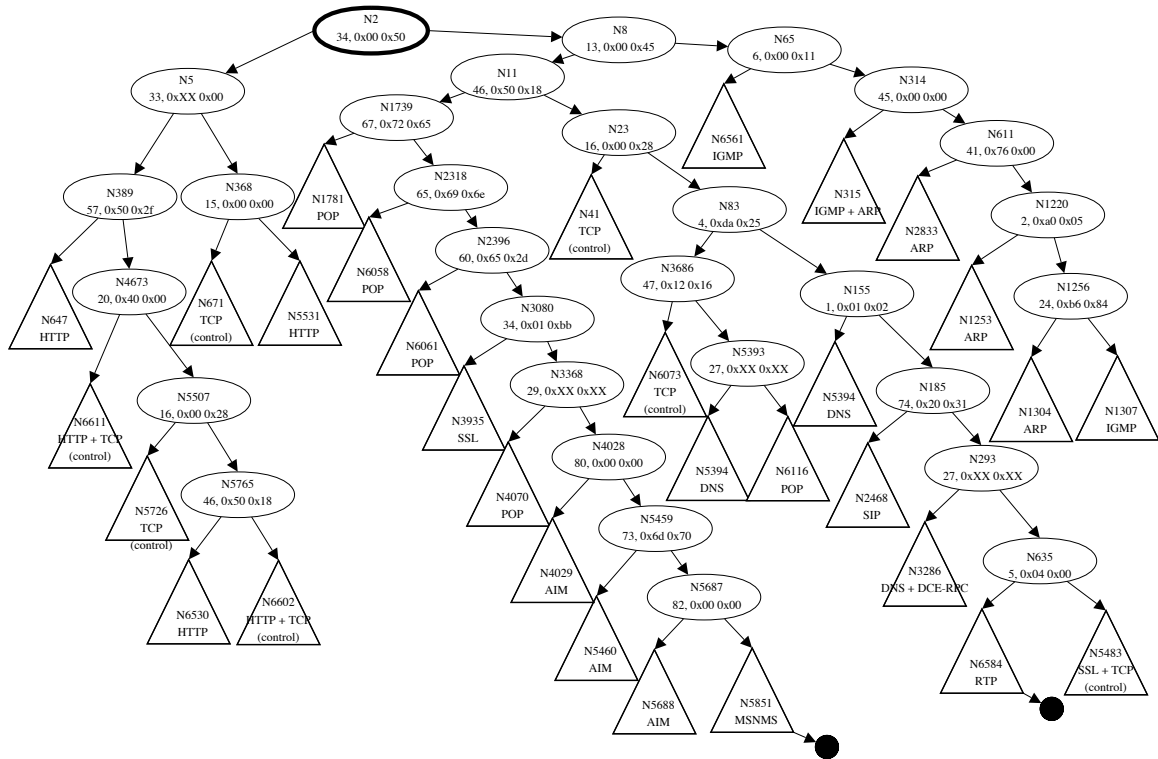 N2
34, 0x00 0x50
N8
13, 0x00 0x45
N65
6, 0x00 0x11
N5
33, 0xXX 0x00
N11
46, 0x50 0x18
N314
45, 0x00 0x00
N1739
67, 0x72 0x65
N23
16, 0x00 0x28
N6561
IGMP
N611
41, 0x76 0x00
N389
57, 0x50 0x2f
N368
15, 0x00 0x00
N1781
POP
N2318
65, 0x69 0x6e
N41
TCP
(control)
N83
4, 0xda 0x25
N315
IGMP + ARP
N2833
ARP
N1220
2, 0xa0 0x05
N4673
20, 0x40 0x00
N6058
POP
N2396
60, 0x65 0x2d
N3686
47, 0x12 0x16
N155
1, 0x01 0x02
N1256
24, 0xb6 0x84
N647
HTTP
N671
TCP
(control)
N5531
HTTP
N6061
POP
N3080
34, 0x01 0xbb
N1253
ARP
N6073
TCP
(control)
N5393
27, 0xXX 0xXX
N5394
DNS
N185
74, 0x20 0x31
N1304
ARP
N1307
IGMP
N6611
HTTP + TCP
(control)
N5507
16, 0x00 0x28
N3935
SSL
N3368
29, 0xXX 0xXX
N4028
80, 0x00 0x00
N5394
DNS
N6116
POP
N2468
SIP
N293
27, 0xXX 0xXX
N5726
TCP
(control)
N5765
46, 0x50 0x18
N4070
POP
N5459
73, 0x6d 0x70
N3286
DNS + DCE-RPC
N635
5, 0x04 0x00
N4029
AIM
N5687
82, 0x00 0x00
N6530
HTTP
N6602
HTTP + TCP
(control)
N5460
AIM
N6584
RTP
N5483
SSL + TCP
(control)
N5688
AIM
N5851
MSNMS